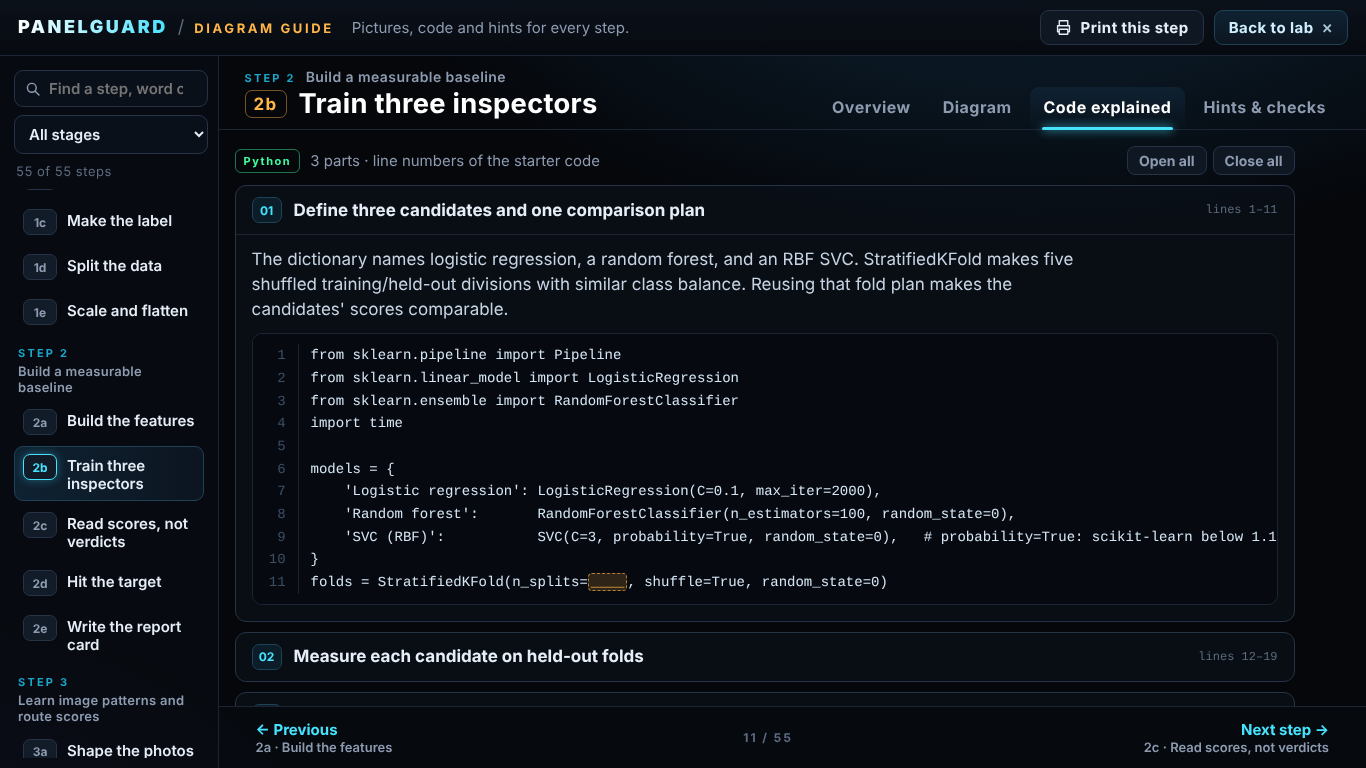 PANELGUARD / DIAGRAM GUIDE Pictures, code and hints for every step.
Print this step
Back to lab ×
Find a step, word c
All stages
55 of 55 steps
1c Make the label
1d Split the data
1e Scale and flatten
STEP 2
Build a measurable
baseline
2a Build the features
2b Train three
inspectors
2c Read scores, not
verdicts
2d Hit the target
2e Write the report
card
STEP 3
Learn image patterns and
route scores
3a Shape the photos
STEP 2 Build a measurable baseline
2b Train three inspectors
Overview Diagram Code explained Hints & checks
Python 3 parts · line numbers of the starter code
Open all Close all
01 Define three candidates and one comparison plan lines 1–11
The dictionary names logistic regression, a random forest, and an RBF SVC. StratifiedKFold makes five
shuffled training/held-out divisions with similar class balance. Reusing that fold plan makes the
candidates' scores comparable.
1 from sklearn.pipeline import Pipeline
2 from sklearn.linear_model import LogisticRegression
3 from sklearn.ensemble import RandomForestClassifier
4 import time
5
6 models = {
7 'Logistic regression': LogisticRegression(C=0.1, max_iter=2000),
8 'Random forest': RandomForestClassifier(n_estimators=100, random_state=0),
9 'SVC (RBF)': SVC(C=3, probability=True, random_state=0), # probability=True: scikit-learn below 1.1
10 }
11 folds = StratifiedKFold(n_splits=____, shuffle=True, random_state=0)
02 Measure each candidate on held-out folds lines 12–19
← Previous
2a · Build the features
11 / 55
Next step →
2c · Read scores, not verdicts